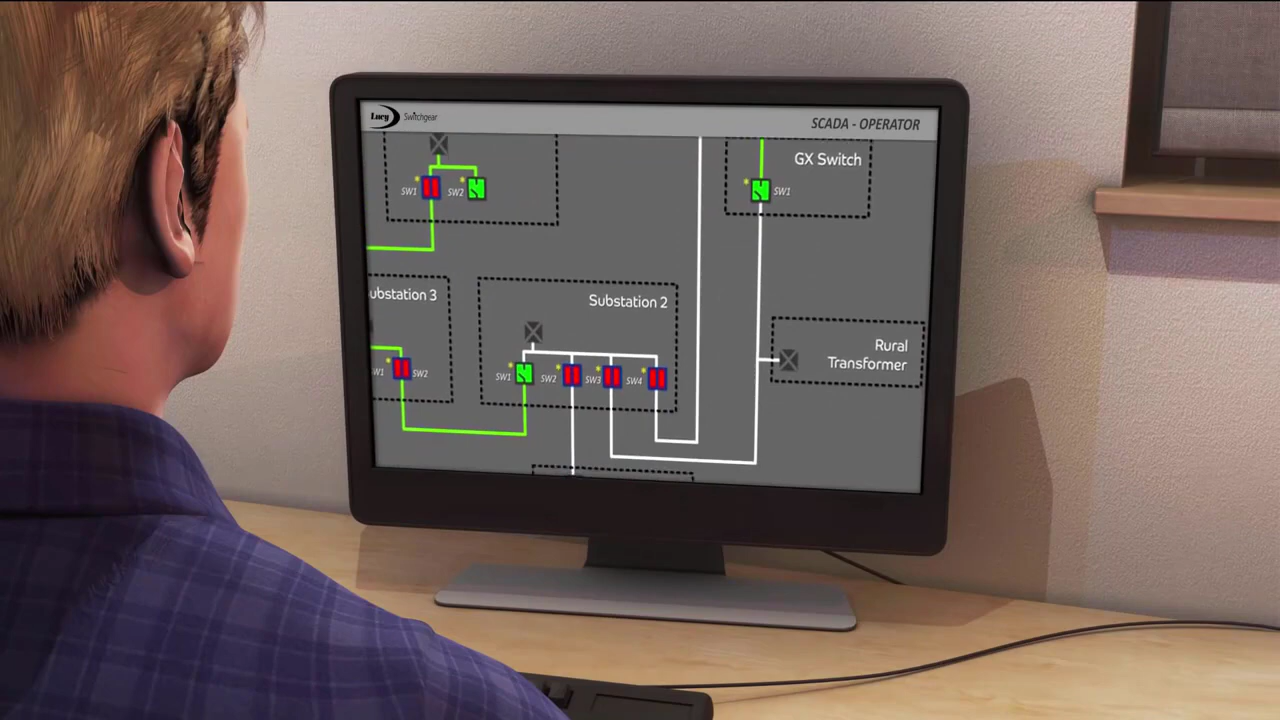 Lucy Switchgear
SCADA - OPERATOR
GX Switch
SW1 SW2
SW1
ubstation 3
Substation 2
Rural
Transformer
W1 SW2
SW1 SW2 SW3 SW4